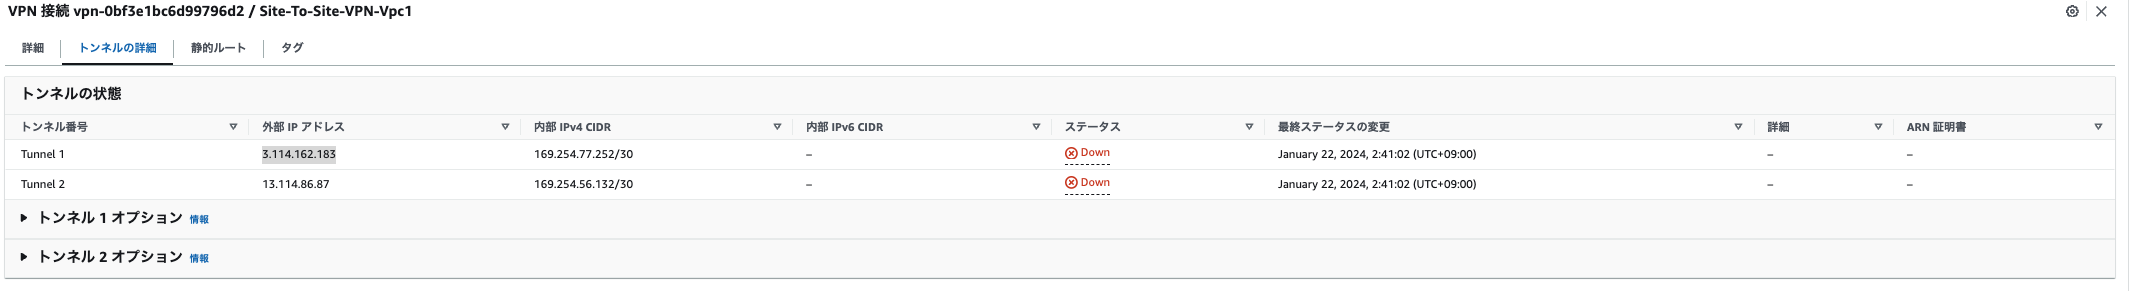 VPN 接続 vpn-0bf3e1bc6d99796d2 / Site-To-Site-VPN-Vpc1
詳細 トンネルの詳細 静的ルート タグ
トンネルの状態
トンネル番号 外部 IP アドレス 内部 IPv4 CIDR 内部 IPv6 CIDR ステータス 最終ステータスの変更 詳細 ARN 証明書
Tunnel 1 3.114.162.183 169.254.77.252/30 – Down January 22, 2024, 2:41:02 (UTC+09:00) – –
Tunnel 2 13.114.86.87 169.254.56.132/30 – Down January 22, 2024, 2:41:02 (UTC+09:00) – –
トンネル 1 オプション 情報
トンネル 2 オプション 情報